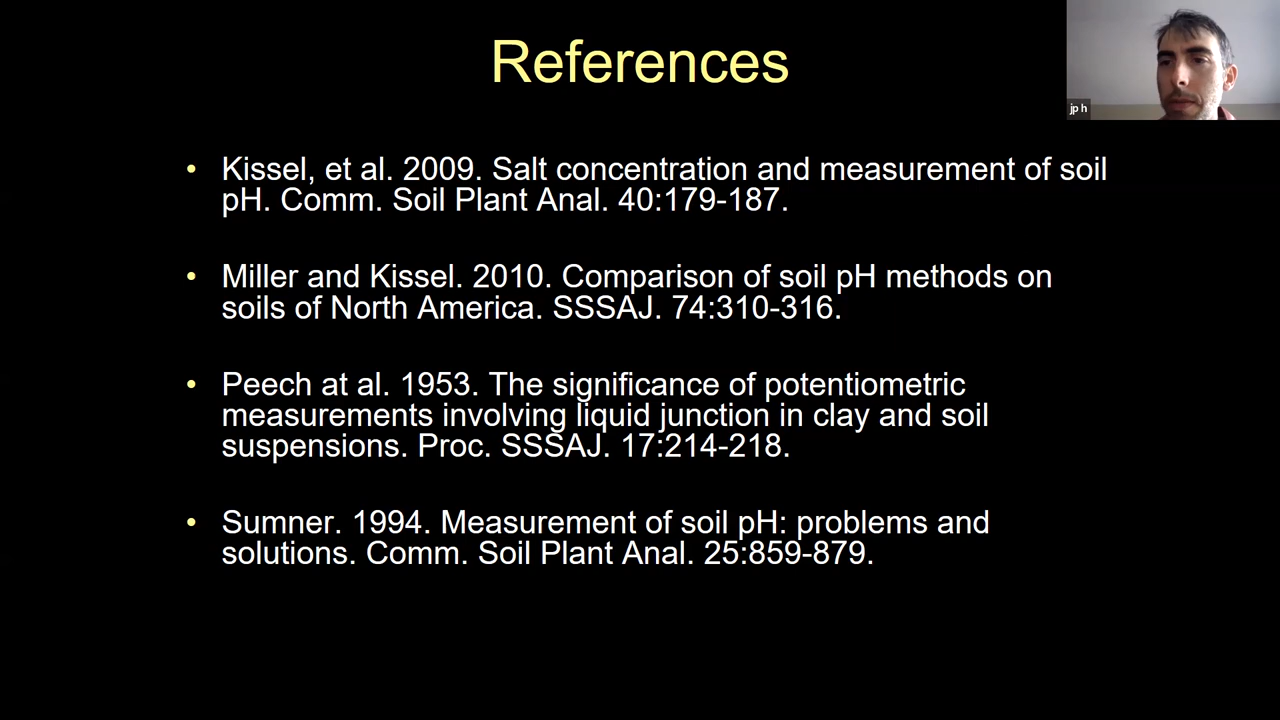 References
jp h
• Kissel, et al. 2009. Salt concentration and measurement of soil
pH. Comm. Soil Plant Anal. 40:179-187.
• Miller and Kissel. 2010. Comparison of soil pH methods on
soils of North America. SSSAJ. 74:310-316.
• Peech at al. 1953. The significance of potentiometric
measurements involving liquid junction in clay and soil
suspensions. Proc. SSSAJ. 17:214-218.
• Sumner. 1994. Measurement of soil pH: problems and
solutions. Comm. Soil Plant Anal. 25:859-879.